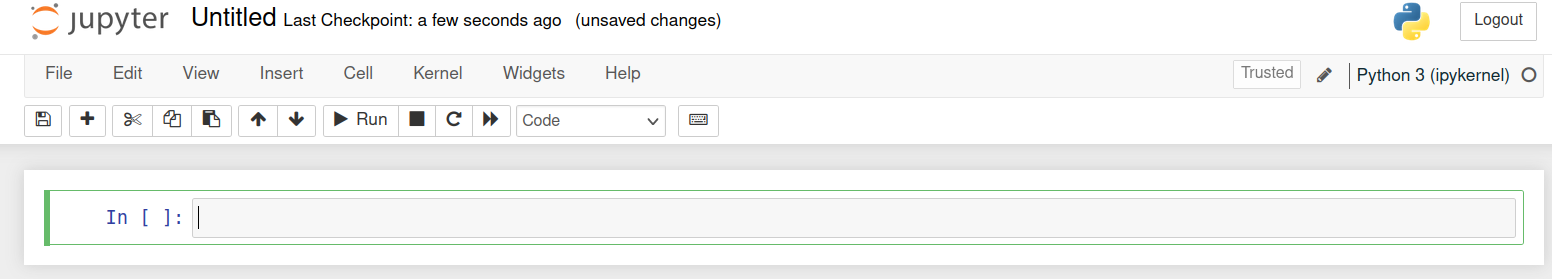 jupyter Untitled Last Checkpoint: a few seconds ago (unsaved changes) Logout
File Edit View Insert Cell Kernel Widgets Help Trusted Python 3 (ipykernel)
Run Code
In [ ]: